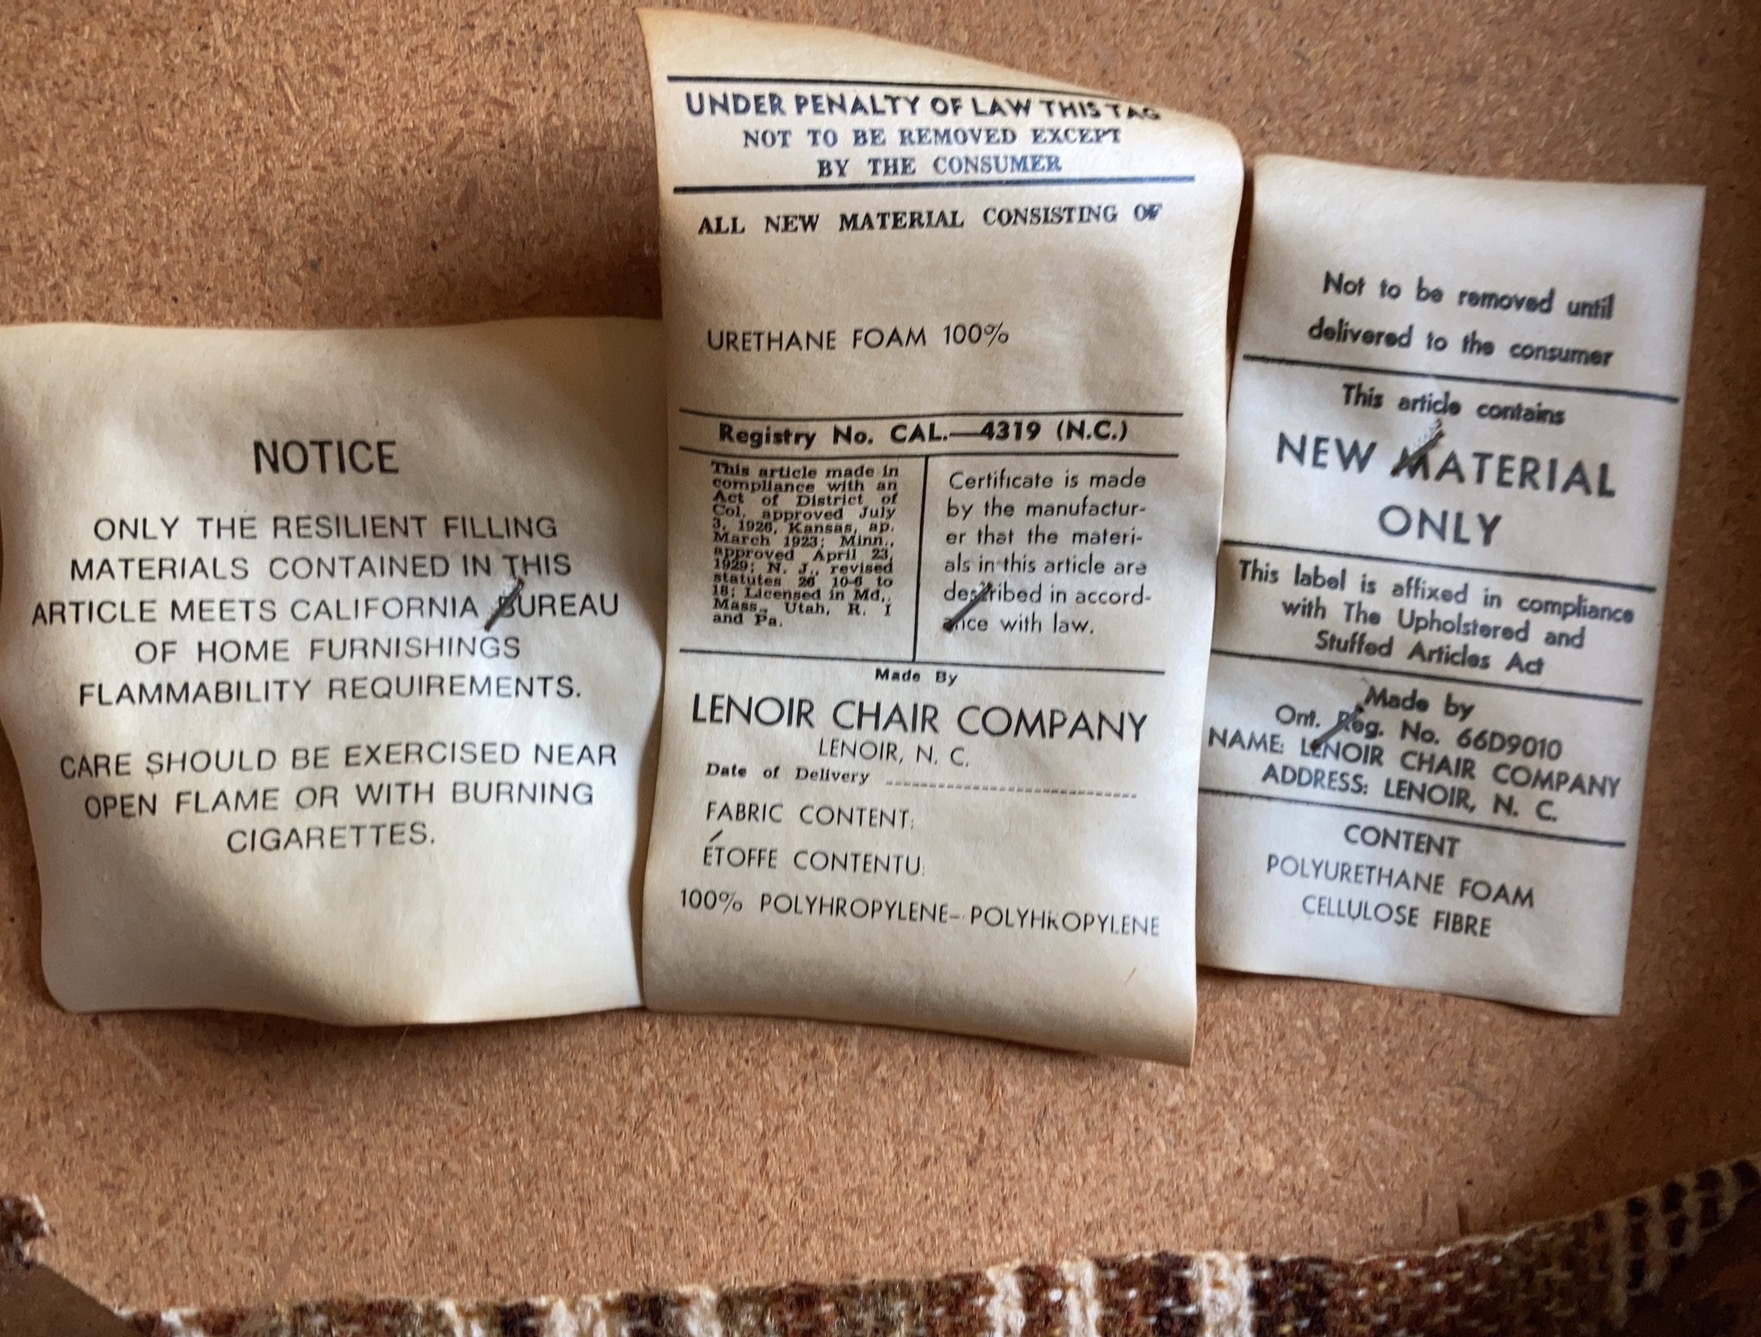 NOTICE
ONLY THE RESILIENT FILLING
MATERIALS CONTAINED IN THIS
ARTICLE MEETS CALIFORNIA BUREAU
OF HOME FURNISHINGS
FLAMMABILITY REQUIREMENTS.
CARE SHOULD BE EXERCISED NEAR
OPEN FLAME OR WITH BURNING
CIGARETTES.
UNDER PENALTY OF LAW THIS TAG
NOT TO BE REMOVED EXCEPT
BY THE CONSUMER
ALL NEW MATERIAL CONSISTING OF
URETHANE FOAM 100%
Registry No. CAL.—4319 (N.C.)
This article made in
compliance with an
Act of District of
Col. approved July
3, 1926, Kansas, ap.
March 1923; Minn.,
approved April 23,
1929; N. J., revised
statutes 26 10-6 to
18; Licensed in Md.,
Mass., Utah, R. I
and Pa.
Certificate is made
by the manufactur-
er that the materi-
als in this article are
described in accord-
ance with law.
Made By
LENOIR CHAIR COMPANY
LENOIR, N. C.
Date of Delivery
FABRIC CONTENT:
ÉTOFFE CONTENTU:
100% POLYHROPYLENE- POLYHROPYLENE
Not to be removed until
delivered to the consumer
This article contains
NEW MATERIAL
ONLY
This label is affixed in compliance
with The Upholstered and
Stuffed Articles Act
Made by
Ont. Reg. No. 66D9010
NAME: LENOIR CHAIR COMPANY
ADDRESS: LENOIR, N. C.
CONTENT
POLYURETHANE FOAM
CELLULOSE FIBRE